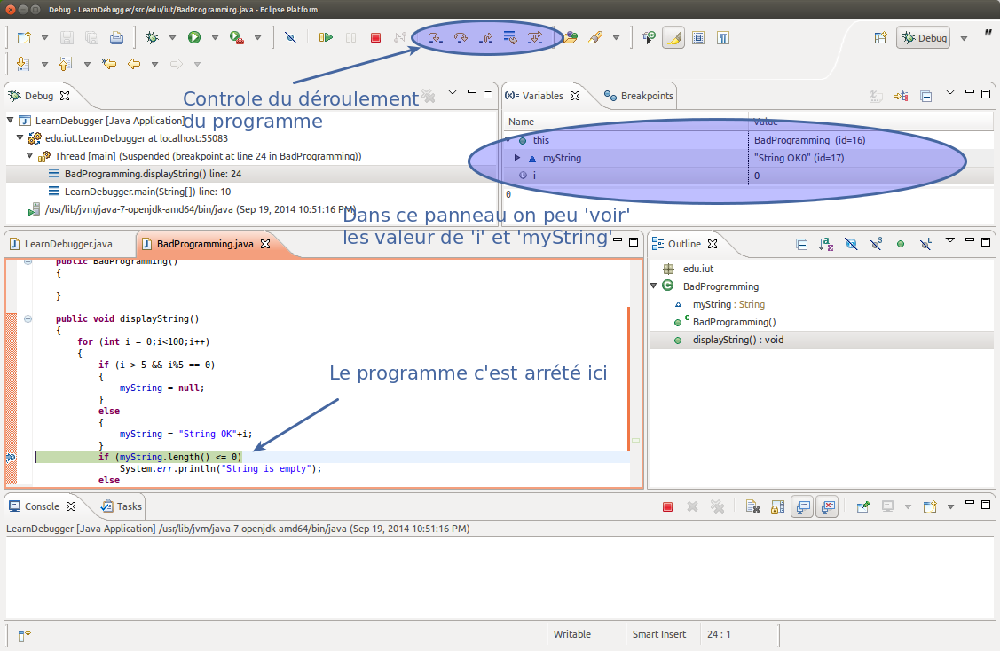 Debug - LearnDebugger/src/edu/iut/BadProgramming.java - Eclipse Platform
Debug
Controle du déroulement
du programme
Debug
LearnDebugger [Java Application]
edu.iut.LearnDebugger at localhost:55083
Thread [main] (Suspended (breakpoint at line 24 in BadProgramming))
BadProgramming.displayString() line: 24
LearnDebugger.main(String[]) line: 10
/usr/lib/jvm/java-7-openjdk-amd64/bin/java (Sep 19, 2014 10:51:16 PM)
(x)= Variables Breakpoints
Name Value
this BadProgramming (id=16)
myString "String OK0" (id=17)
i 0
0
Dans ce panneau on peu 'voir'
les valeur de 'i' et 'myString'
LearnDebugger.java BadProgramming.java
public BadProgramming()
{
}
public void displayString()
{
for (int i = 0;i<100;i++)
{
if (i > 5 && i%5 == 0)
{
myString = null;
}
else
{
myString = "String OK"+i;
}
if (myString.length() <= 0)
System.err.println("String is empty");
else
Le programme c'est arrété ici
Outline
edu.iut
BadProgramming
myString : String
BadProgramming()
displayString() : void
Console Tasks
LearnDebugger [Java Application] /usr/lib/jvm/java-7-openjdk-amd64/bin/java (Sep 19, 2014 10:51:16 PM)
Writable Smart Insert 24 : 1